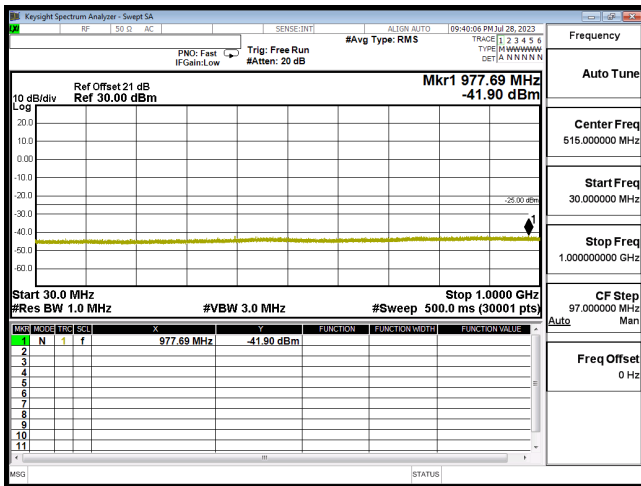 Keysight Spectrum Analyzer - Swept SA
LXI RF 50 Ω AC SENSE:INT ALIGN AUTO 09:40:06 PM Jul 28, 2023
#Avg Type: RMS TRACE 1 2 3 4 5 6
PNO: Fast Trig: Free Run TYPE M WWWWW
IFGain:Low #Atten: 20 dB DET A N N N N N
Frequency
Auto Tune
Center Freq
515.000000 MHz
Start Freq
30.000000 MHz
Stop Freq
1.000000000 GHz
CF Step
97.000000 MHz
Auto Man
Freq Offset
0 Hz
Mkr1 977.69 MHz
-41.90 dBm
Ref Offset 21 dB
10 dB/div Ref 30.00 dBm
Log
20.0
10.0
0.00
-10.0
-20.0
-25.00 dBm
-30.0
1
-40.0
-50.0
-60.0
Start 30.0 MHz Stop 1.0000 GHz
#Res BW 1.0 MHz #VBW 3.0 MHz #Sweep 500.0 ms (30001 pts)
MKR MODE TRC SCL X Y FUNCTION FUNCTION WIDTH FUNCTION VALUE
1 N 1 f 977.69 MHz -41.90 dBm
2
3
4
5
6
7
8
9
10
11
MSG STATUS